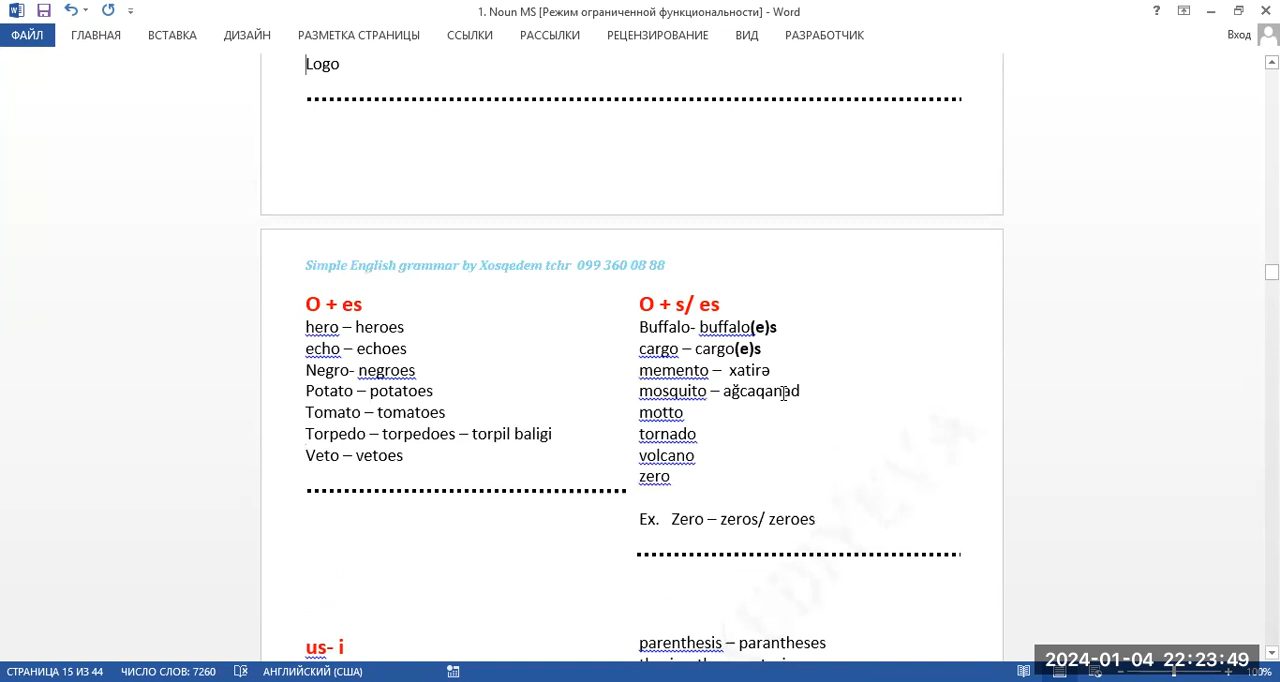 1. Noun MS [Режим ограниченной функциональности] - Word
?
ФАЙЛ ГЛАВНАЯ ВСТАВКА ДИЗАЙН РАЗМЕТКА СТРАНИЦЫ ССЫЛКИ РАССЫЛКИ РЕЦЕНЗИРОВАНИЕ ВИД РАЗРАБОТЧИК Вход
Logo
Simple English grammar by Xosqedem tchr 099 360 08 88
O + es
hero – heroes
echo – echoes
Negro- negroes
Potato – potatoes
Tomato – tomatoes
Torpedo – torpedoes – torpil baligi
Veto – vetoes
O + s/ es
Buffalo- buffalo(e)s
cargo – cargo(e)s
memento – xatirə
mosquito – ağcaqanad
motto
tornado
volcano
zero
Ex. Zero – zeros/ zeroes
us- i
parenthesis – parantheses
СТРАНИЦА 15 ИЗ 44 ЧИСЛО СЛОВ: 7260 АНГЛИЙСКИЙ (США)
2024-01-04 22:23:49